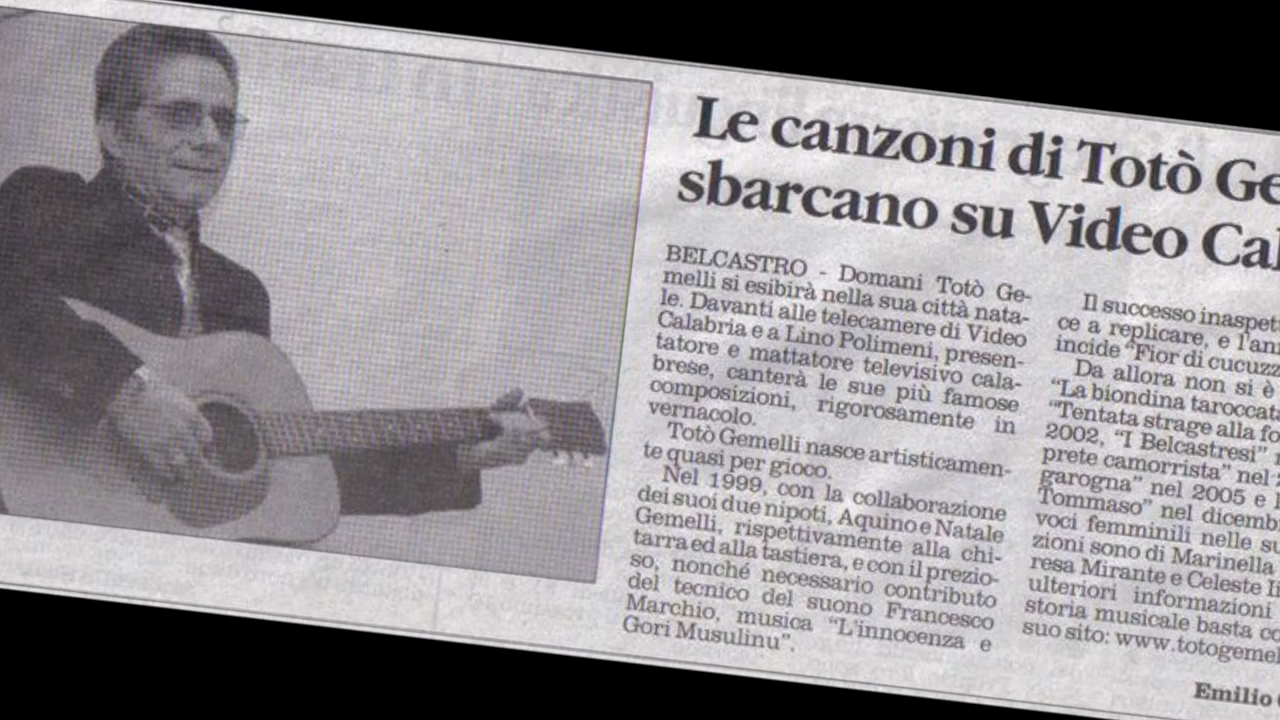 Le canzoni di Totò Ge
sbarcano su Video Cal
BELCASTRO - Domani Totò Ge-
melli si esibirà nella sua città nata-
le. Davanti alle telecamere di Video
Calabria e a Lino Polimeni, presen-
tatore e mattatore televisivo cala-
brese, canterà le sue più famose
composizioni, rigorosamente in
vernacolo.
Totò Gemelli nasce artisticamen-
te quasi per gioco.
Nel 1999, con la collaborazione
dei suoi due nipoti, Aquino e Natale
Gemelli, rispettivamente alla chi-
tarra ed alla tastiera, e con il prezio-
so, nonché necessario contributo
del tecnico del suono Francesco
Marchio, musica “L'innocenza e
Gori Musulinu”.
Il successo inaspet
ce a replicare, e l'an
incide “Fior di cucuzz
Da allora non si è
“La biondina taroccat
“Tentata strage alla fo
2002, “I Belcastresi”
prete camorrista” nel
garogna” nel 2005 e
Tommaso” nel dicemb
voci femminili nelle su
zioni sono di Marinella
resa Mirante e Celeste
ulteriori informazioni
storia musicale basta co
suo sito: www.totogemel
Emilio